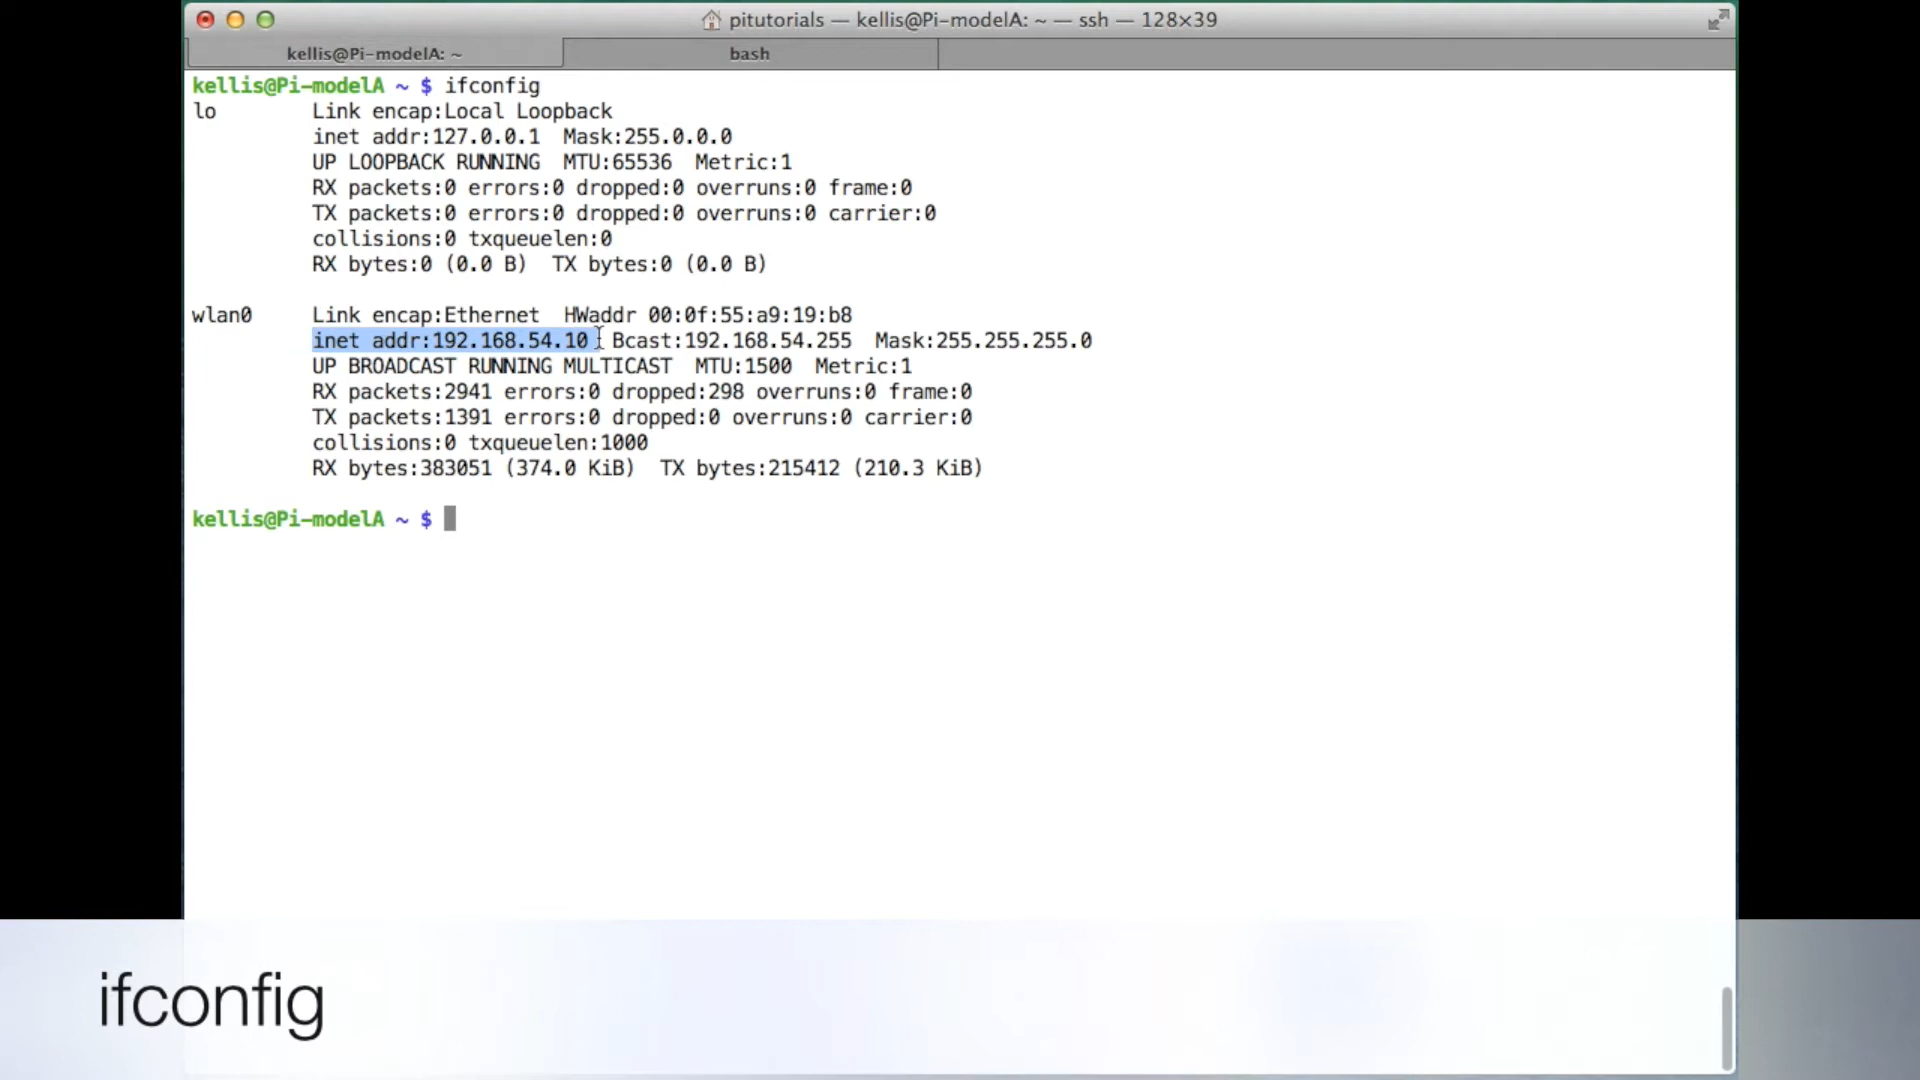 pitutorials — kellis@Pi-modelA: ~ — ssh — 128×39
kellis@Pi-modelA: ~
bash
kellis@Pi-modelA ~ $ ifconfig
lo Link encap:Local Loopback
inet addr:127.0.0.1 Mask:255.0.0.0
UP LOOPBACK RUNNING MTU:65536 Metric:1
RX packets:0 errors:0 dropped:0 overruns:0 frame:0
TX packets:0 errors:0 dropped:0 overruns:0 carrier:0
collisions:0 txqueuelen:0
RX bytes:0 (0.0 B) TX bytes:0 (0.0 B)
wlan0 Link encap:Ethernet HWaddr 00:0f:55:a9:19:b8
inet addr:192.168.54.10 Bcast:192.168.54.255 Mask:255.255.255.0
UP BROADCAST RUNNING MULTICAST MTU:1500 Metric:1
RX packets:2941 errors:0 dropped:298 overruns:0 frame:0
TX packets:1391 errors:0 dropped:0 overruns:0 carrier:0
collisions:0 txqueuelen:1000
RX bytes:383051 (374.0 KiB) TX bytes:215412 (210.3 KiB)
kellis@Pi-modelA ~ $
ifconfig